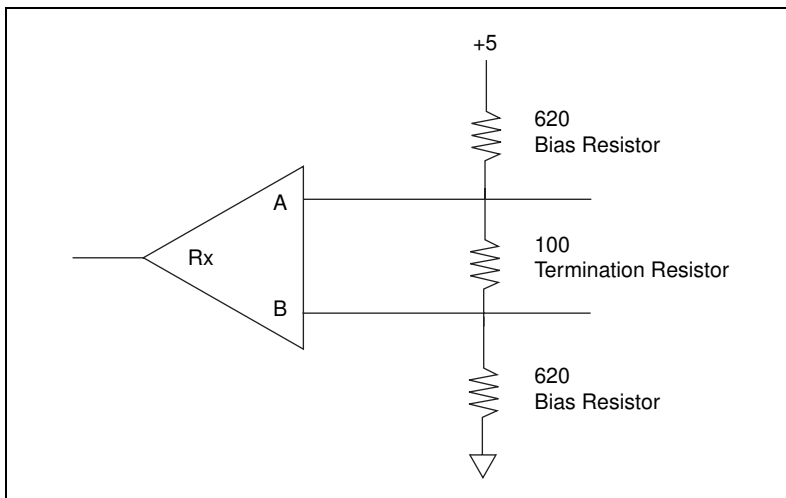 +5
620
Bias Resistor
A
100
Termination Resistor
Rx
B
620
Bias Resistor